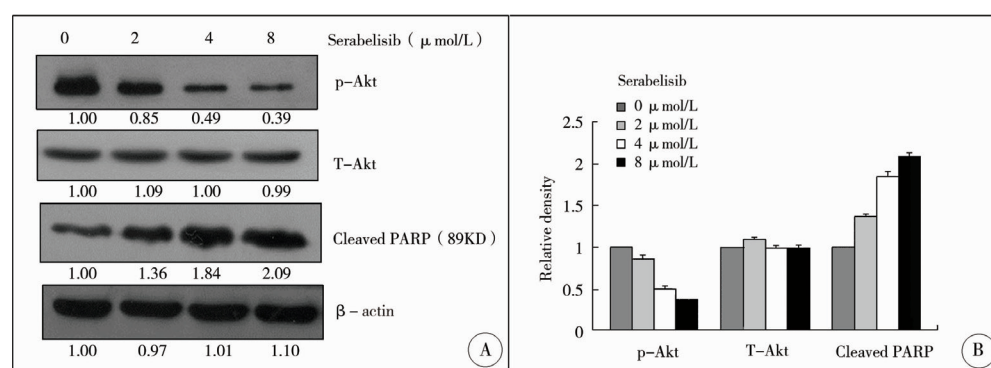 0 2 4 8 Serabelisib ( μ mol/L)
p-Akt
1.00 0.85 0.49 0.39
T-Akt
1.00 1.09 1.00 0.99
Cleaved PARP ( 89KD )
1.00 1.36 1.84 2.09
β - actin
1.00 0.97 1.01 1.10
A
Serabelisib
0 μ mol/L
2 μ mol/L
4 μ mol/L
8 μ mol/L
Relative density
2.5
2
1.5
1
0.5
0
p-Akt T-Akt Cleaved PARP
B